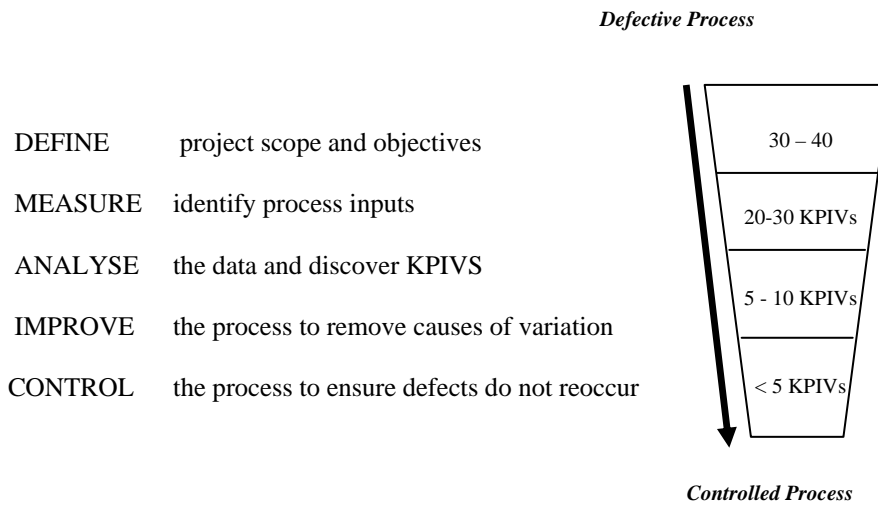 Defective Process
DEFINE project scope and objectives
30 – 40
MEASURE identify process inputs
20-30 KPIVs
ANALYSE the data and discover KPIVS
5 - 10 KPIVs
IMPROVE the process to remove causes of variation
CONTROL the process to ensure defects do not reoccur
< 5 KPIVs
Controlled Process